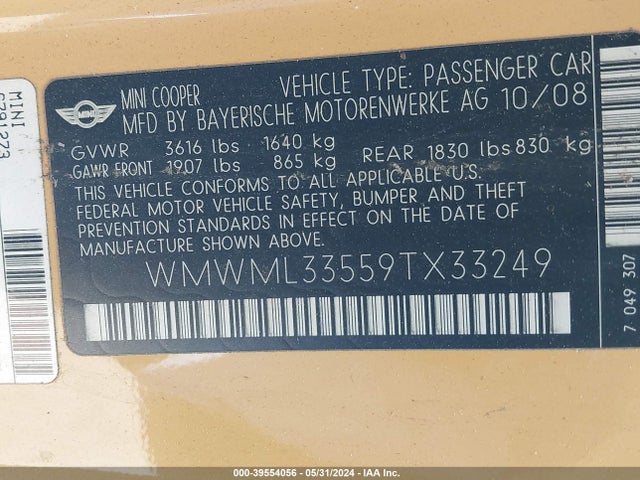 MINI
MINI COOPER
VEHICLE TYPE: PASSENGER CAR
MFD BY BAYERISCHE MOTORENWERKE AG 10/08
GVWR 3616 lbs 1640 kg
GAWR FRONT 1907 lbs 865 kg REAR 1830 lbs 830 kg
THIS VEHICLE CONFORMS TO ALL APPLICABLE U.S.
FEDERAL MOTOR VEHICLE SAFETY, BUMPER AND THEFT
PREVENTION STANDARDS IN EFFECT ON THE DATE OF
MANUFACTURE SHOWN ABOVE.
WMWML33559TX33249
7 049 307
MINI
000-39554056 - 05/31/2024 - IAA Inc.